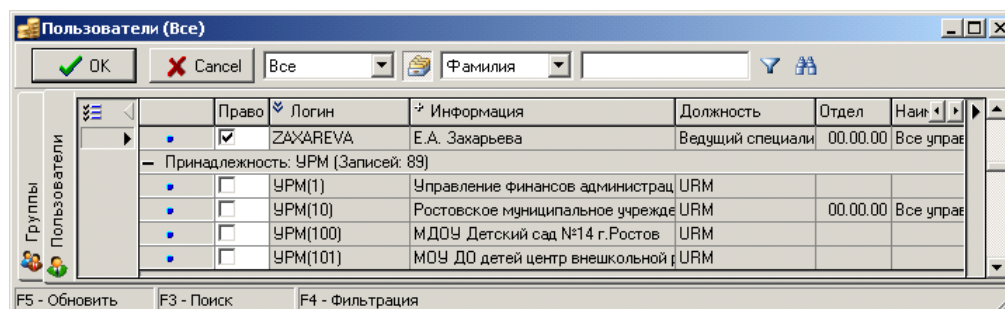 Пользователи (Все)
OK Cancel Все Фамилия
Право Логин Информация Должность Отдел Наи
ZAXAREVA Е.А. Захарьева Ведущий специали 00.00.00 Все управ
Принадлежность: УРМ (Записей: 89)
УРМ(1) Управление финансов администрац URM
УРМ(10) Ростовское муниципальное учрежде URM 00.00.00 Все управ
УРМ(100) МДОУ Детский сад №14 г.Ростов URM
УРМ(101) МОУ ДО детей центр внешкольной р URM
Группы
Пользователи
F5 - Обновить F3 - Поиск F4 - Фильтрация